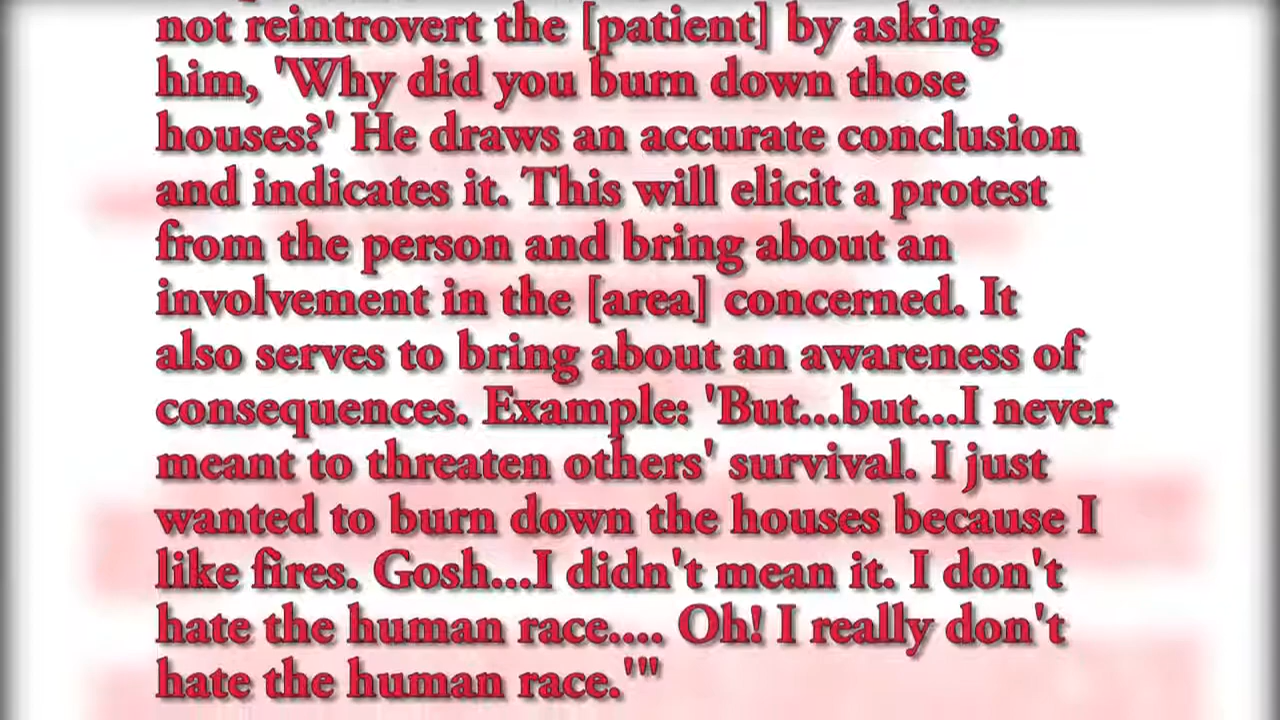 not reintrovert the [patient] by asking
him, 'Why did you burn down those
houses?' He draws an accurate conclusion
and indicates it. This will elicit a protest
from the person and bring about an
involvement in the [area] concerned. It
also serves to bring about an awareness of
consequences. Example: 'But...but...I never
meant to threaten others' survival. I just
wanted to burn down the houses because I
like fires. Gosh...I didn't mean it. I don't
hate the human race.... Oh! I really don't
hate the human race.'"